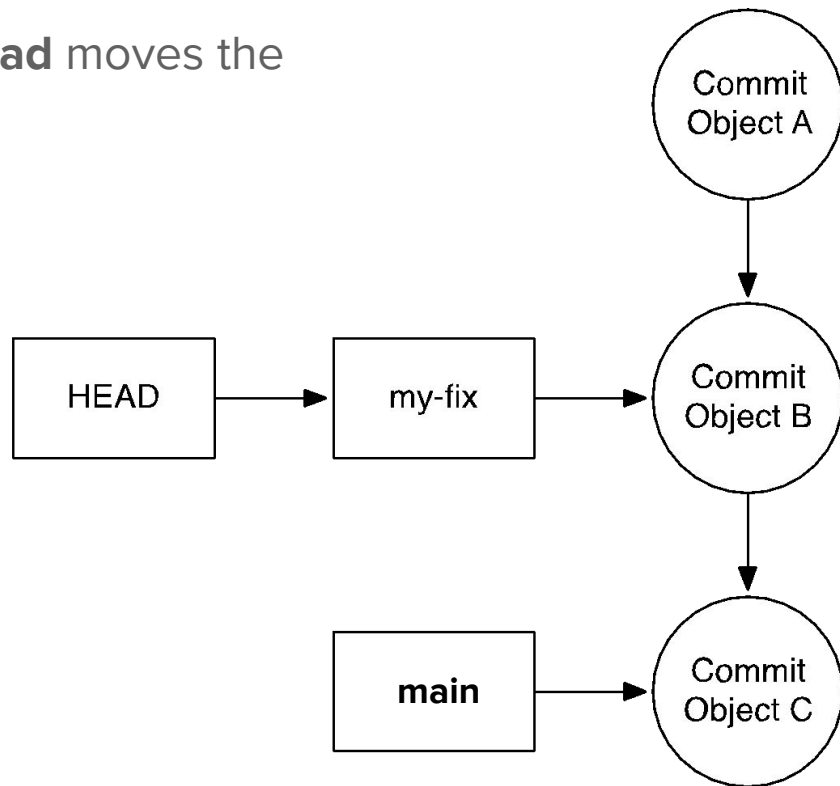 ad moves the
Commit
Object A
HEAD
my-fix
Commit
Object B
main
Commit
Object C